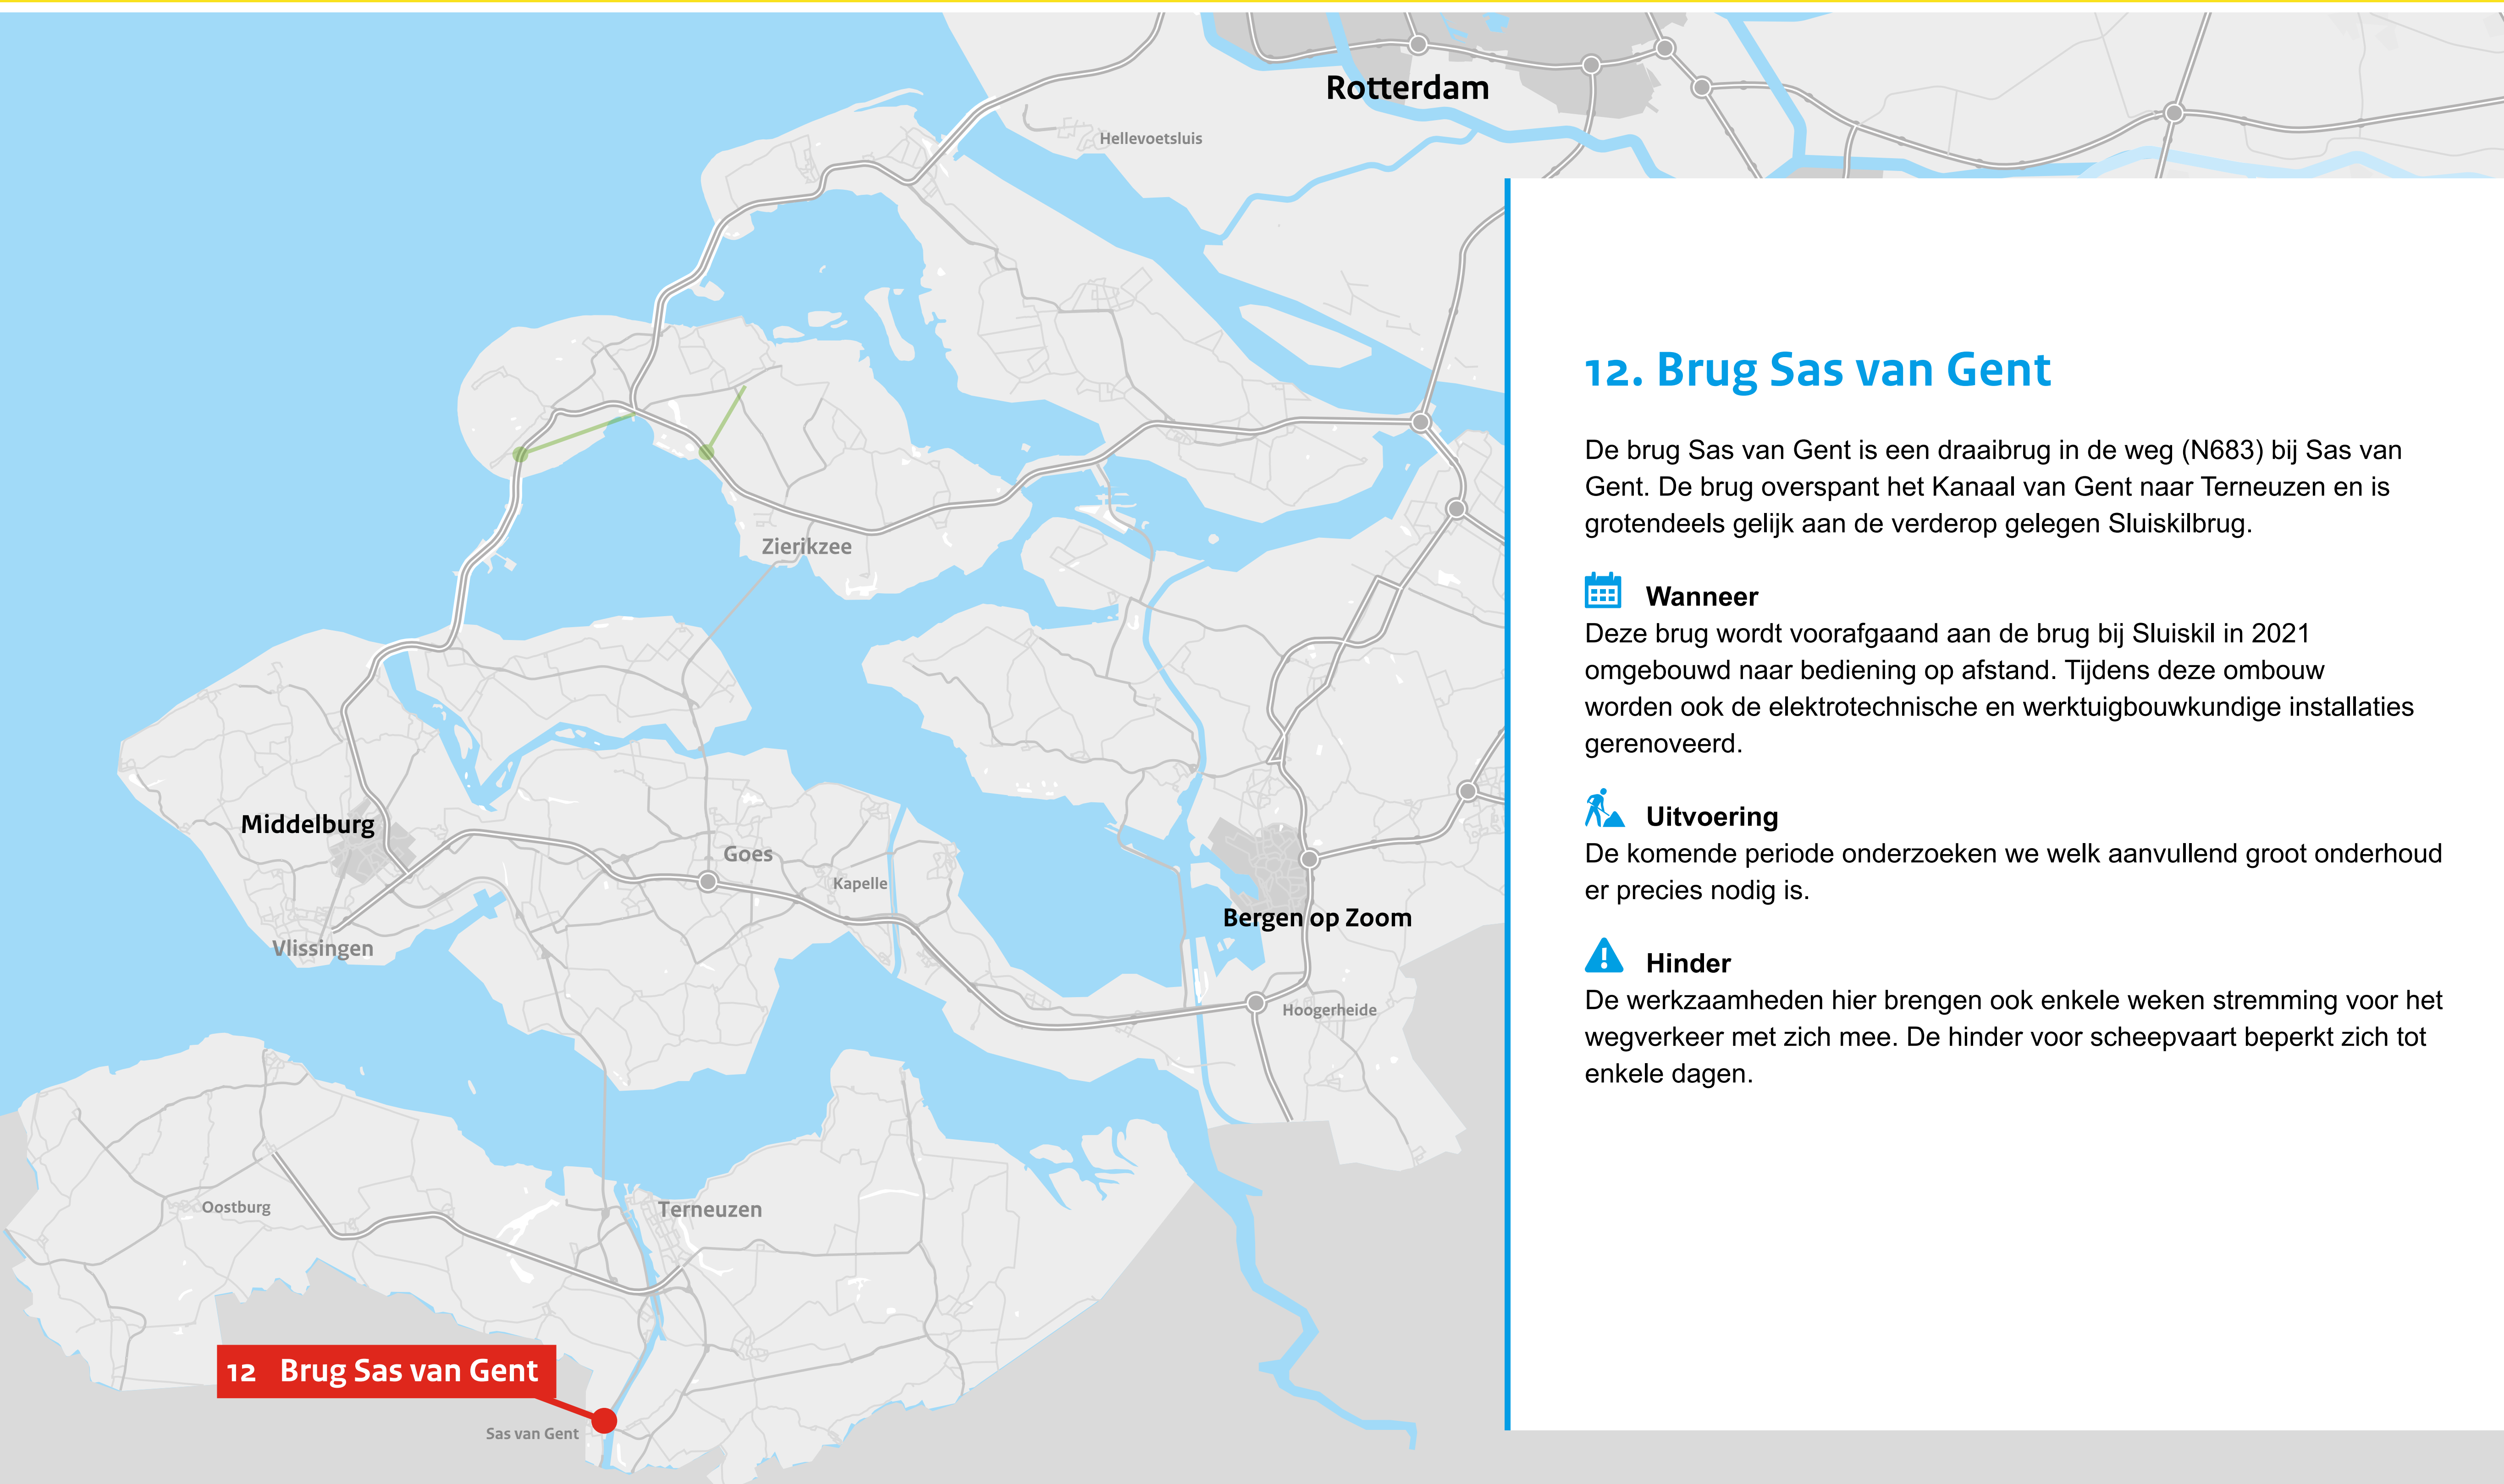 Rotterdam
Hellevoetsluis
Zierikzee
Middelburg
Goes
Kapelle
Vlissingen
Bergen op Zoom
Hoogerheide
Oostburg
Terneuzen
12 Brug Sas van Gent
Sas van Gent
12. Brug Sas van Gent
De brug Sas van Gent is een draaibrug in de weg (N683) bij Sas van
Gent. De brug overspant het Kanaal van Gent naar Terneuzen en is
grotendeels gelijk aan de verderop gelegen Sluiskilbrug.
Wanneer
Deze brug wordt voorafgaand aan de brug bij Sluiskil in 2021
omgebouwd naar bediening op afstand. Tijdens deze ombouw
worden ook de elektrotechnische en werktuigbouwkundige installaties
gerenoveerd.
Uitvoering
De komende periode onderzoeken we welk aanvullend groot onderhoud
er precies nodig is.
Hinder
De werkzaamheden hier brengen ook enkele weken stremming voor het
wegverkeer met zich mee. De hinder voor scheepvaart beperkt zich tot
enkele dagen.